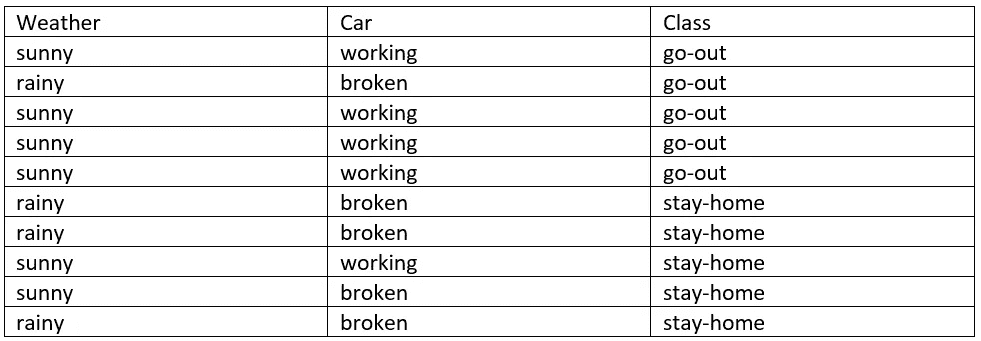 Weather Car Class
sunny working go-out
rainy broken go-out
sunny working go-out
sunny working go-out
sunny working go-out
rainy broken stay-home
rainy broken stay-home
sunny working stay-home
sunny broken stay-home
rainy broken stay-home